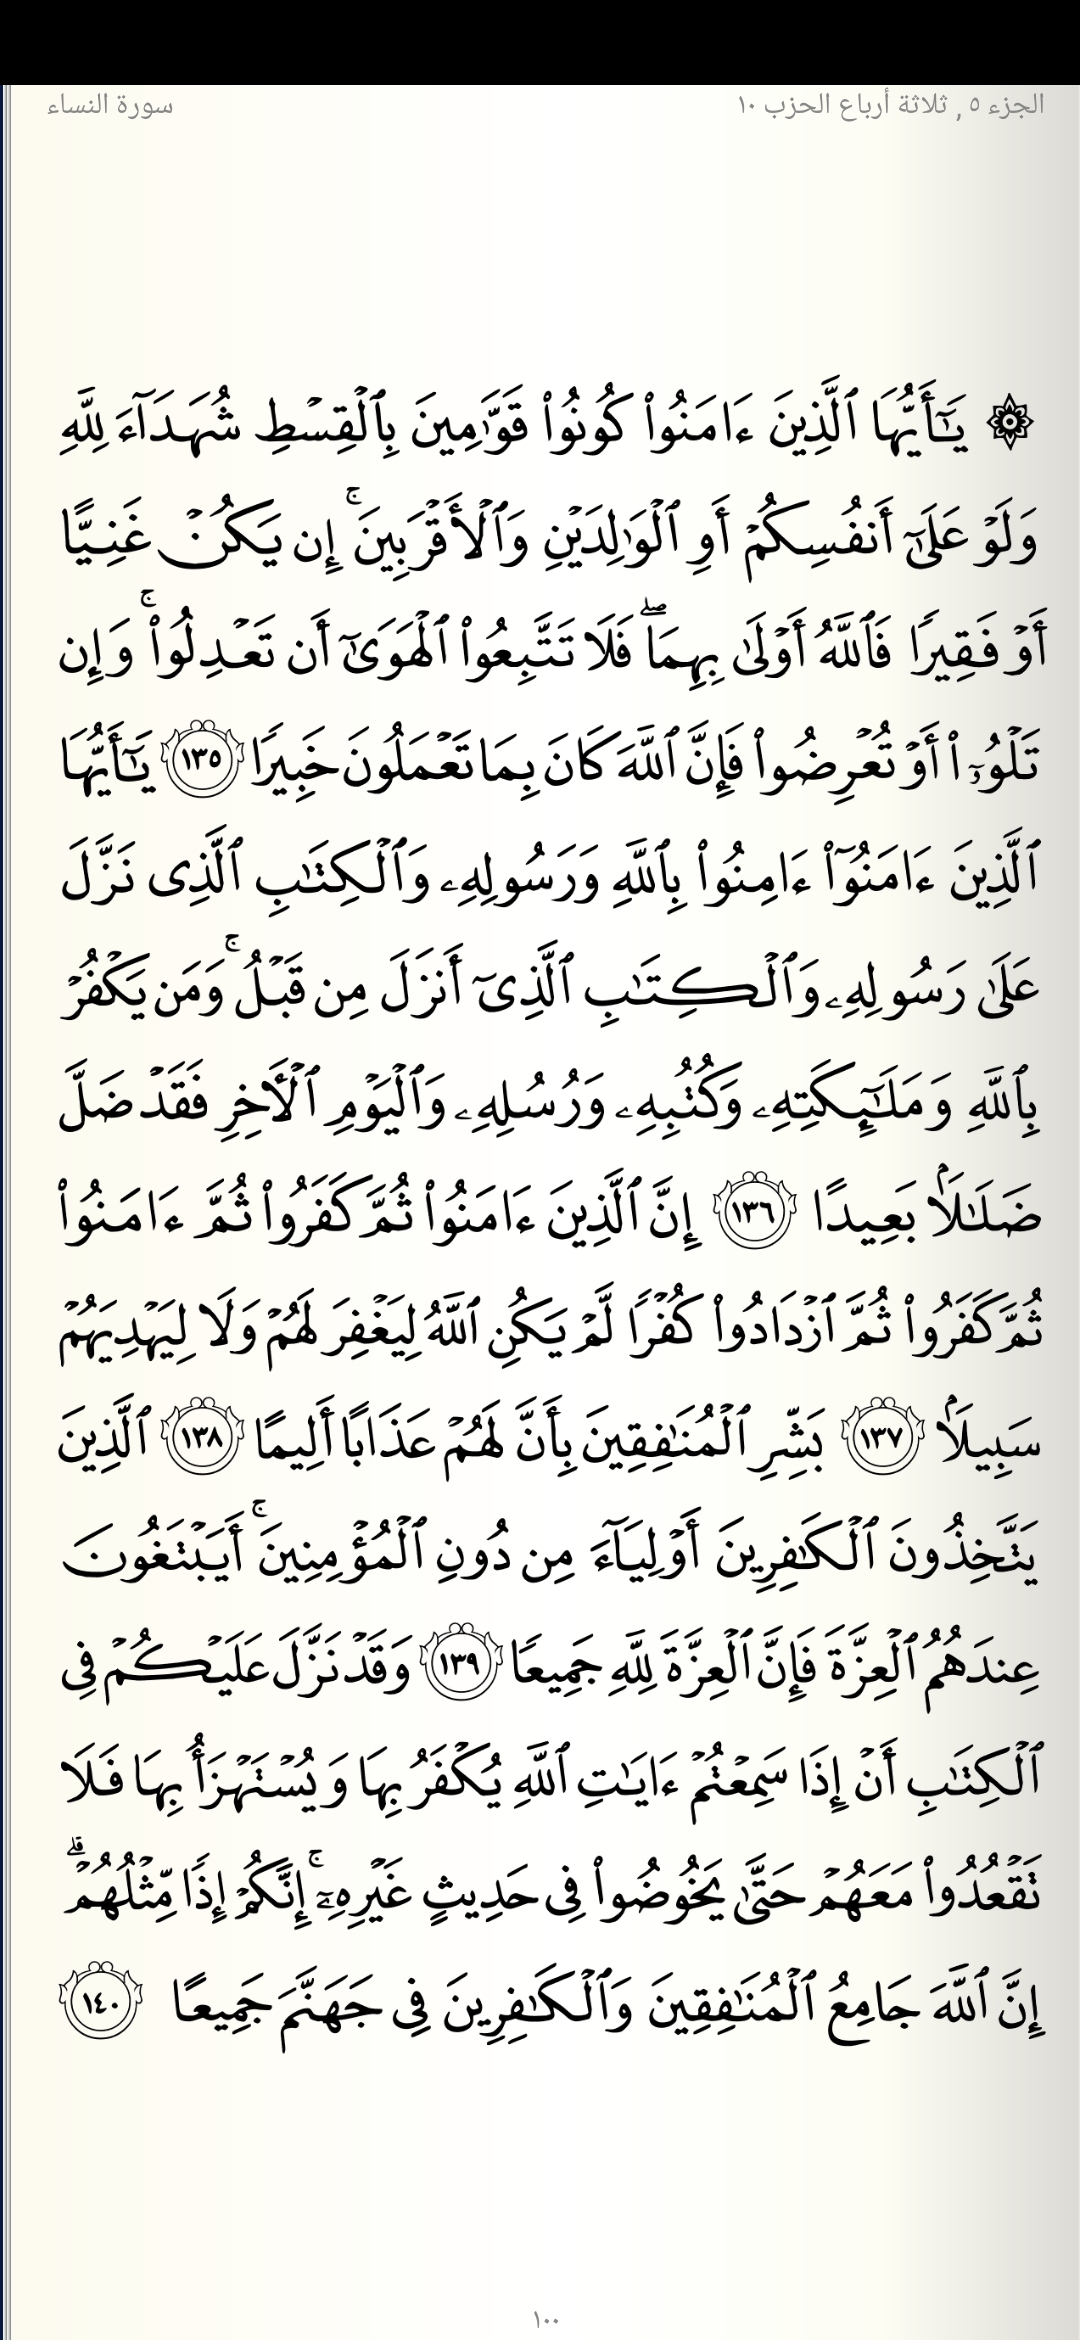 الجزء ٥ , ثلاثة أرباع الحزب ١٠
سورة النساء
۞ يَـٰٓأَيُّهَا ٱلَّذِينَ ءَامَنُوا۟ كُونُوا۟ قَوَّٰمِينَ بِٱلْقِسْطِ شُهَدَآءَ لِلَّهِ
وَلَوْ عَلَىٰٓ أَنفُسِكُمْ أَوِ ٱلْوَٰلِدَيْنِ وَٱلْأَقْرَبِينَ ۚ إِن يَكُنْ غَنِيًّا
أَوْ فَقِيرًا فَٱللَّهُ أَوْلَىٰ بِهِمَا ۖ فَلَا تَتَّبِعُوا۟ ٱلْهَوَىٰٓ أَن تَعْدِلُوا۟ ۚ وَإِن
تَلْوُۥٓا۟ أَوْ تُعْرِضُوا۟ فَإِنَّ ٱللَّهَ كَانَ بِمَا تَعْمَلُونَ خَبِيرًا ١٣٥ يَـٰٓأَيُّهَا
ٱلَّذِينَ ءَامَنُوٓا۟ ءَامِنُوا۟ بِٱللَّهِ وَرَسُولِهِۦ وَٱلْكِتَـٰبِ ٱلَّذِى نَزَّلَ
عَلَىٰ رَسُولِهِۦ وَٱلْكِتَـٰبِ ٱلَّذِىٓ أَنزَلَ مِن قَبْلُ ۚ وَمَن يَكْفُرْ
بِٱللَّهِ وَمَلَـٰٓئِكَتِهِۦ وَكُتُبِهِۦ وَرُسُلِهِۦ وَٱلْيَوْمِ ٱلْـَٔاخِرِ فَقَدْ ضَلَّ
ضَلَـٰلًۢا بَعِيدًا ١٣٦ إِنَّ ٱلَّذِينَ ءَامَنُوا۟ ثُمَّ كَفَرُوا۟ ثُمَّ ءَامَنُوا۟
ثُمَّ كَفَرُوا۟ ثُمَّ ٱزْدَادُوا۟ كُفْرًا لَّمْ يَكُنِ ٱللَّهُ لِيَغْفِرَ لَهُمْ وَلَا لِيَهْدِيَهُمْ
سَبِيلًۢا ١٣٧ بَشِّرِ ٱلْمُنَـٰفِقِينَ بِأَنَّ لَهُمْ عَذَابًا أَلِيمًا ١٣٨ ٱلَّذِينَ
يَتَّخِذُونَ ٱلْكَـٰفِرِينَ أَوْلِيَآءَ مِن دُونِ ٱلْمُؤْمِنِينَ ۚ أَيَبْتَغُونَ
عِندَهُمُ ٱلْعِزَّةَ فَإِنَّ ٱلْعِزَّةَ لِلَّهِ جَمِيعًا ١٣٩ وَقَدْ نَزَّلَ عَلَيْكُمْ فِى
ٱلْكِتَـٰبِ أَنْ إِذَا سَمِعْتُمْ ءَايَـٰتِ ٱللَّهِ يُكْفَرُ بِهَا وَيُسْتَهْزَأُ بِهَا فَلَا
تَقْعُدُوا۟ مَعَهُمْ حَتَّىٰ يَخُوضُوا۟ فِى حَدِيثٍ غَيْرِهِۦٓ ۚ إِنَّكُمْ إِذًا مِّثْلُهُمْ ۗ
إِنَّ ٱللَّهَ جَامِعُ ٱلْمُنَـٰفِقِينَ وَٱلْكَـٰفِرِينَ فِى جَهَنَّمَ جَمِيعًا ١٤٠
١٠٠